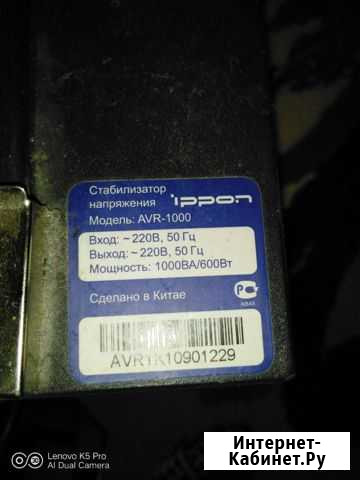 Стабилизатор
напряжения
ippon
Модель: AVR-1000
Вход: ~220В, 50 Гц
Выход: ~220В, 50 Гц
Мощность: 1000ВА/600Вт
Сделано в Китае
АВ48
AVR1K10901229
Lenovo K5 Pro
AI Dual Camera
Интернет-
Кабинет.Ру